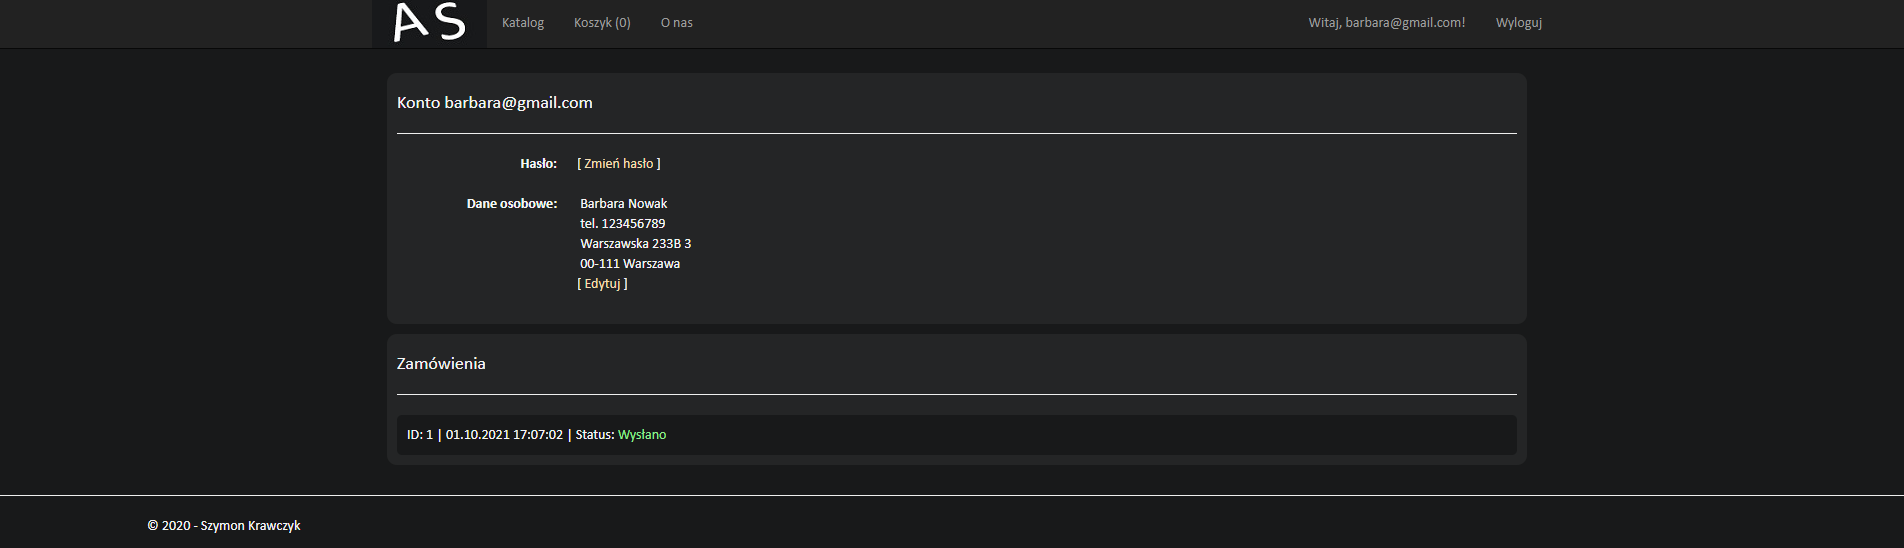 AS Katalog Koszyk (0) O nas Witaj, barbara@gmail.com! Wyloguj
Konto barbara@gmail.com
Hasło: [ Zmień hasło ]
Dane osobowe: Barbara Nowak
tel. 123456789
Warszawska 233B 3
00-111 Warszawa
[ Edytuj ]
Zamówienia
ID: 1 | 01.10.2021 17:07:02 | Status: Wysłano
© 2020 - Szymon Krawczyk